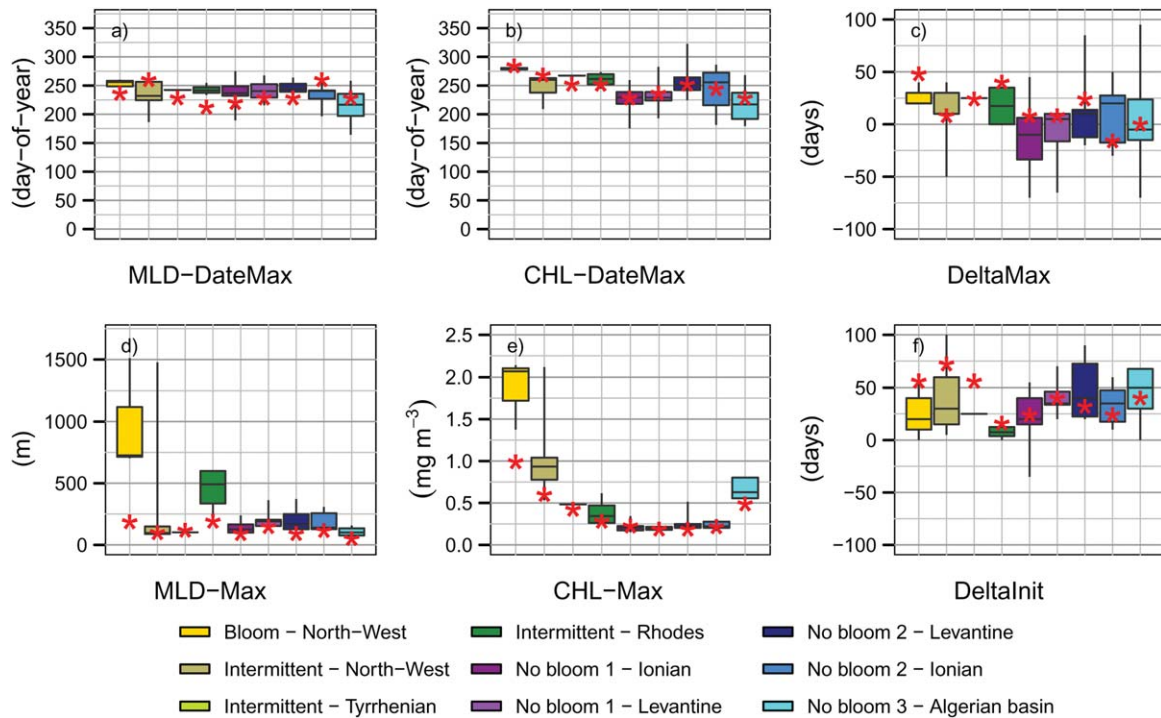 a)
350
300
250
200
150
100
50
0
(day−of−year)
MLD−DateMax
b)
350
300
250
200
150
100
50
0
(day−of−year)
CHL−DateMax
c)
100
50
0
−50
−100
(days)
DeltaMax
d)
1500
1000
500
0
(m)
MLD−Max
e)
2.5
2.0
1.5
1.0
0.5
0.0
(mg m⁻³)
CHL−Max
f)
100
50
0
−50
−100
(days)
DeltaInit
Bloom − North−West
Intermittent − Rhodes
No bloom 2 − Levantine
Intermittent − North−West
No bloom 1 − Ionian
No bloom 2 − Ionian
Intermittent − Tyrrhenian
No bloom 1 − Levantine
No bloom 3 − Algerian basin